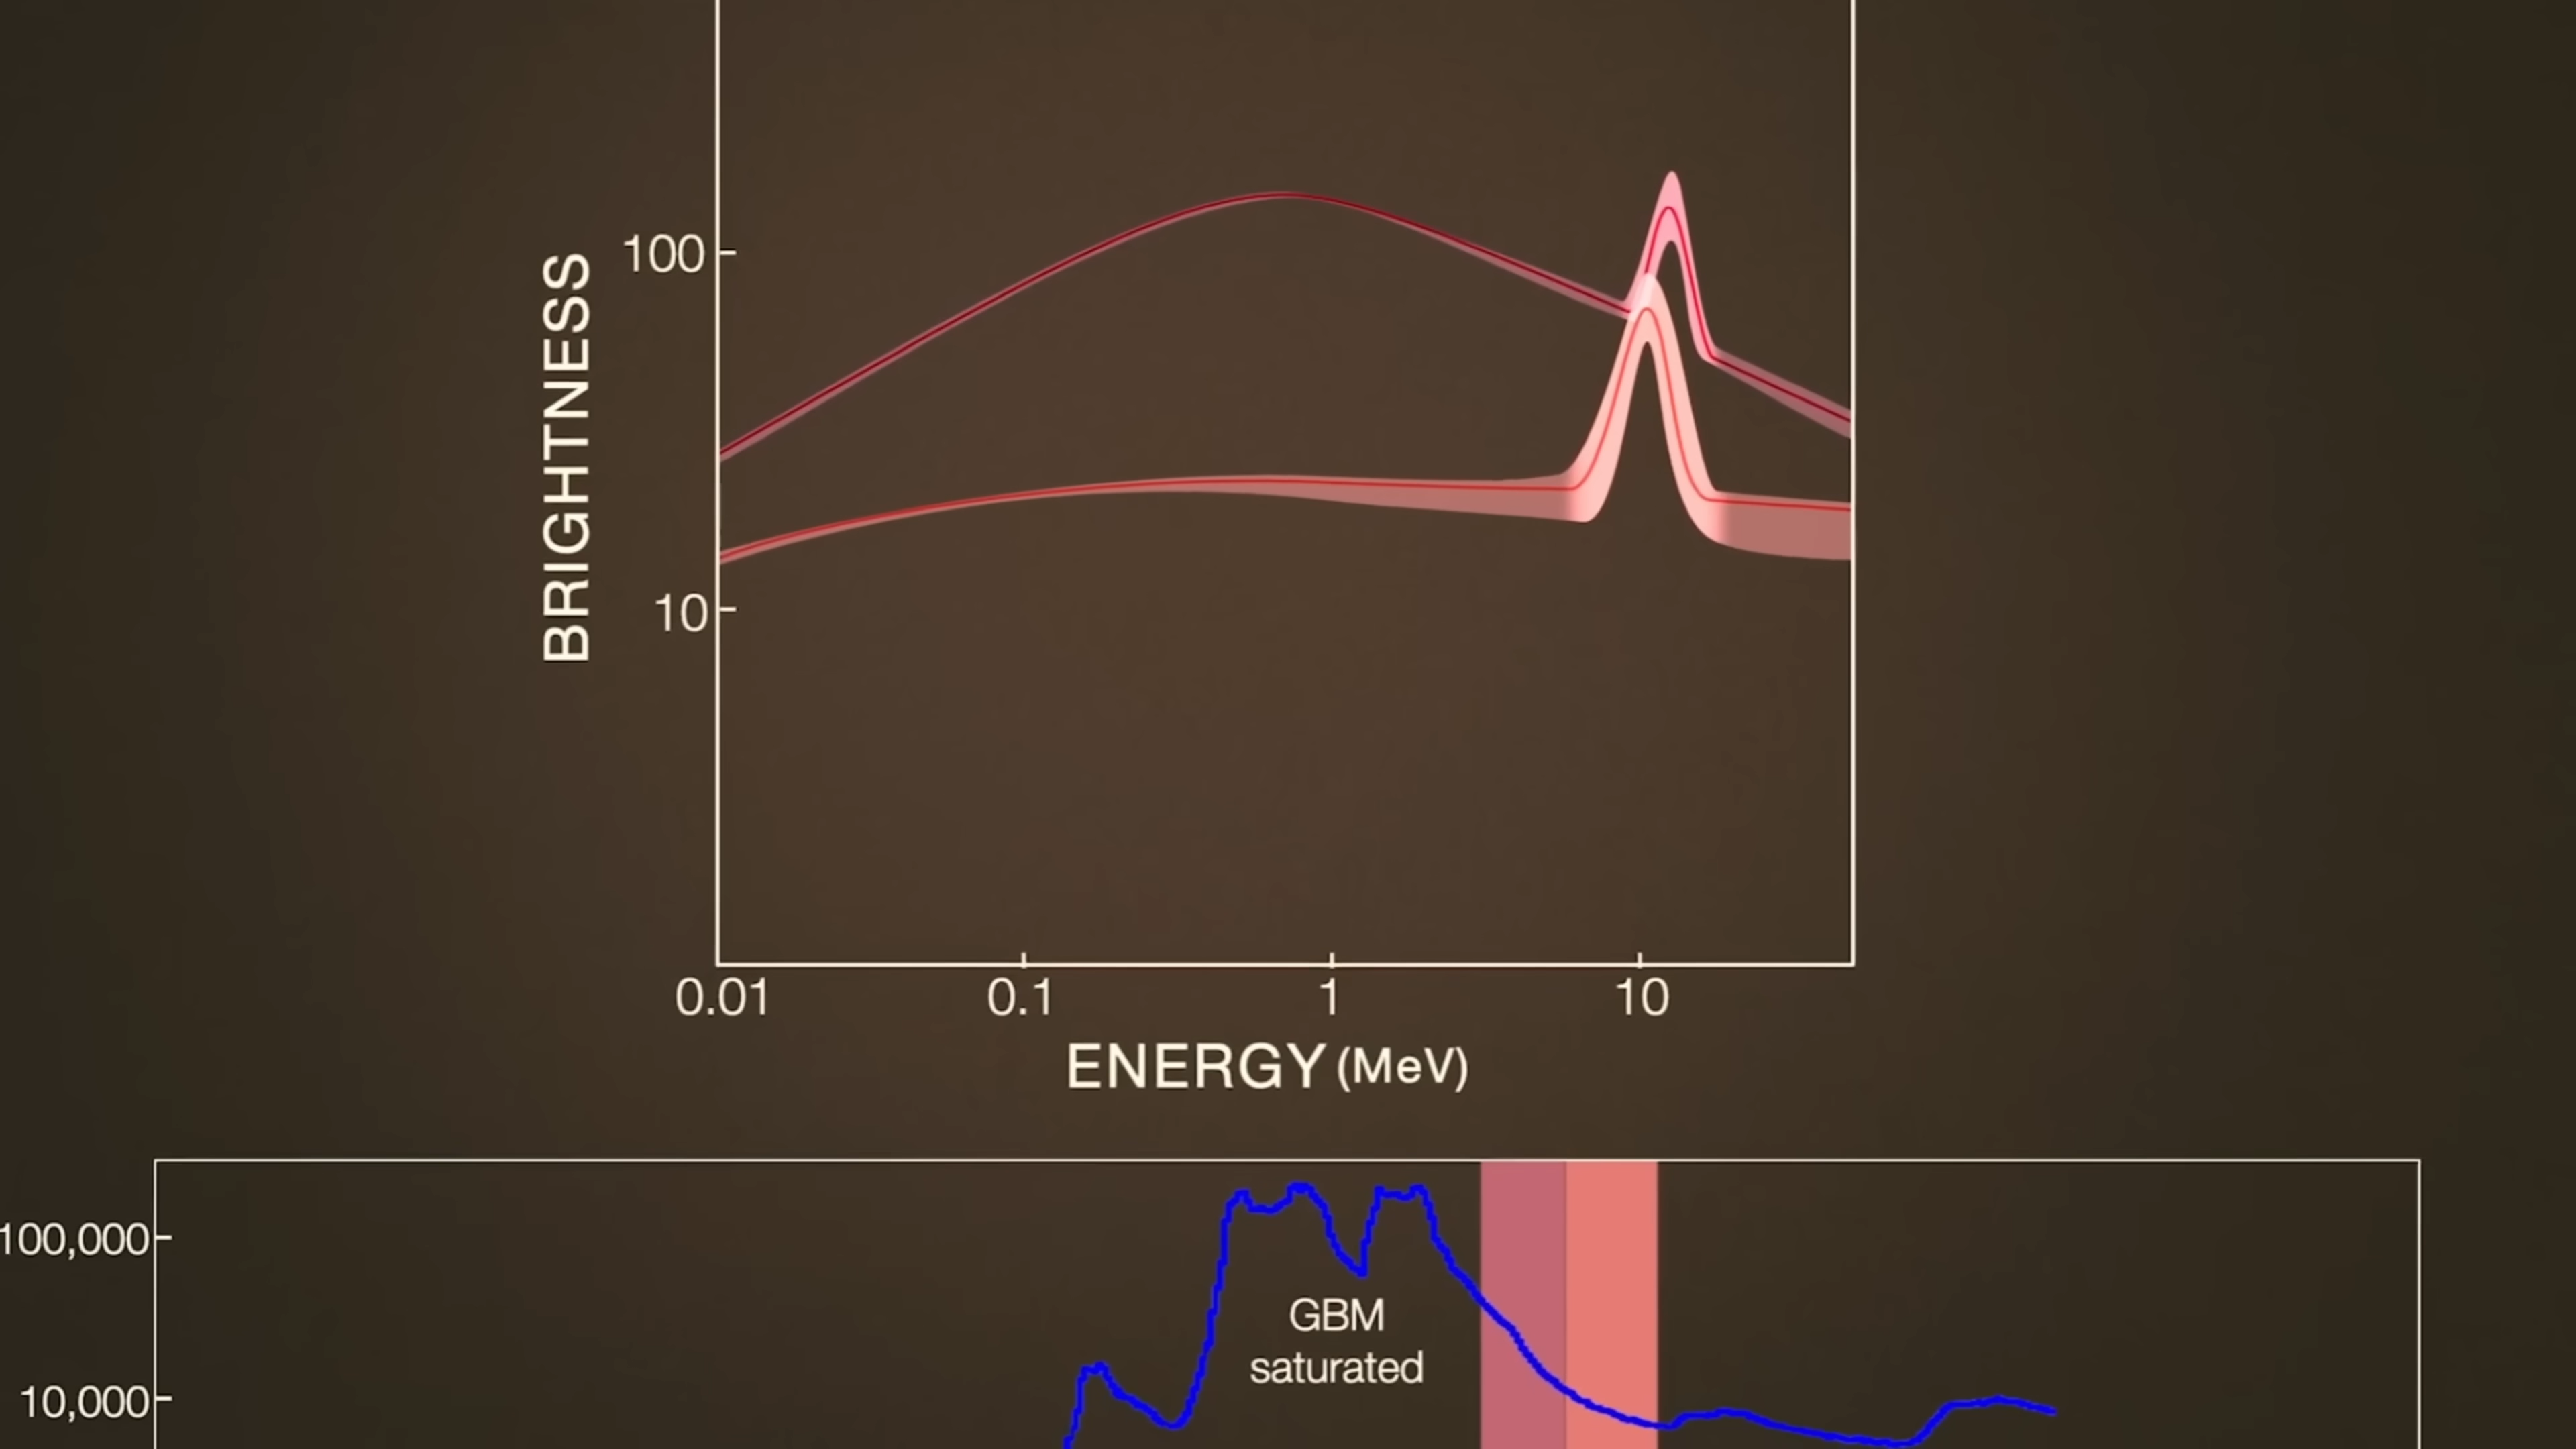 BRIGHTNESS
100
10
0.01 0.1 1 10
ENERGY (MeV)
100,000
10,000
GBM
saturated